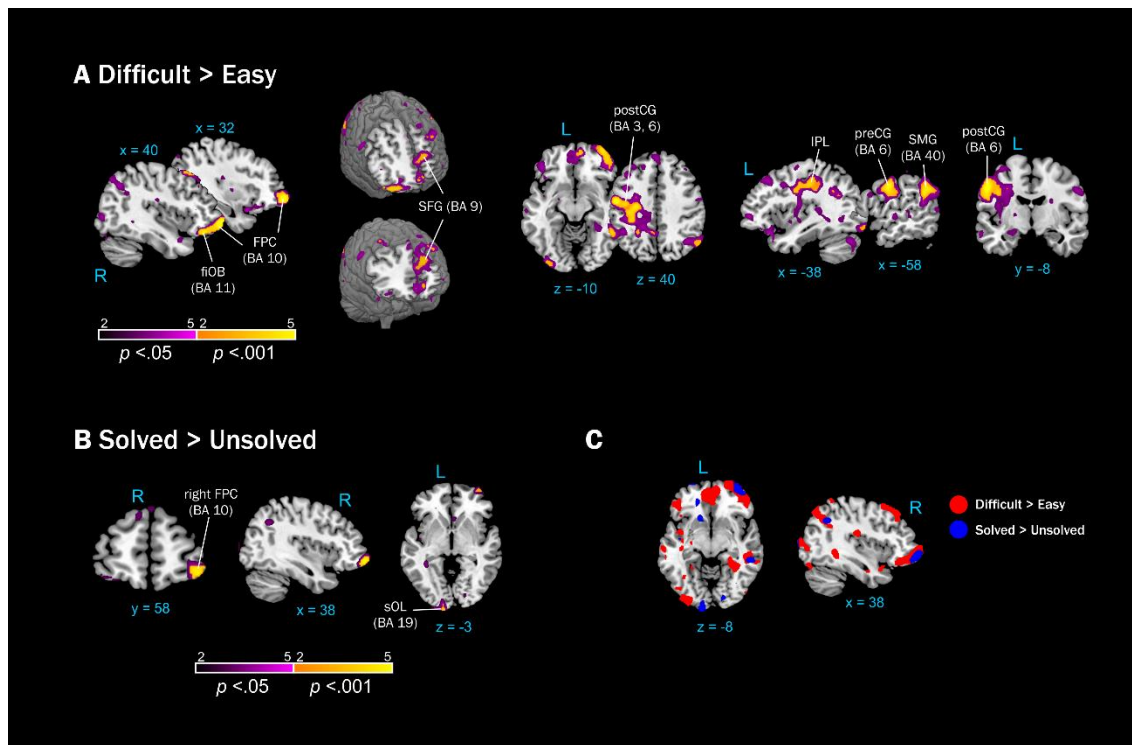 A Difficult > Easy
x = 32
x = 40
R
fiOB
(BA 11)
FPC
(BA 10)
SFG (BA 9)
2 5 2 5
p <.05 p <.001
L
postCG
(BA 3, 6)
z = -10
z = 40
L
IPL
preCG
(BA 6)
SMG
(BA 40)
x = -38
x = -58
postCG
(BA 6)
L
y = -8
B Solved > Unsolved
R
right FPC
(BA 10)
y = 58
R
x = 38
L
sOL
(BA 19)
z = -3
2 5 2 5
p <.05 p <.001
C
L
z = -8
R
x = 38
Difficult > Easy
Solved > Unsolved